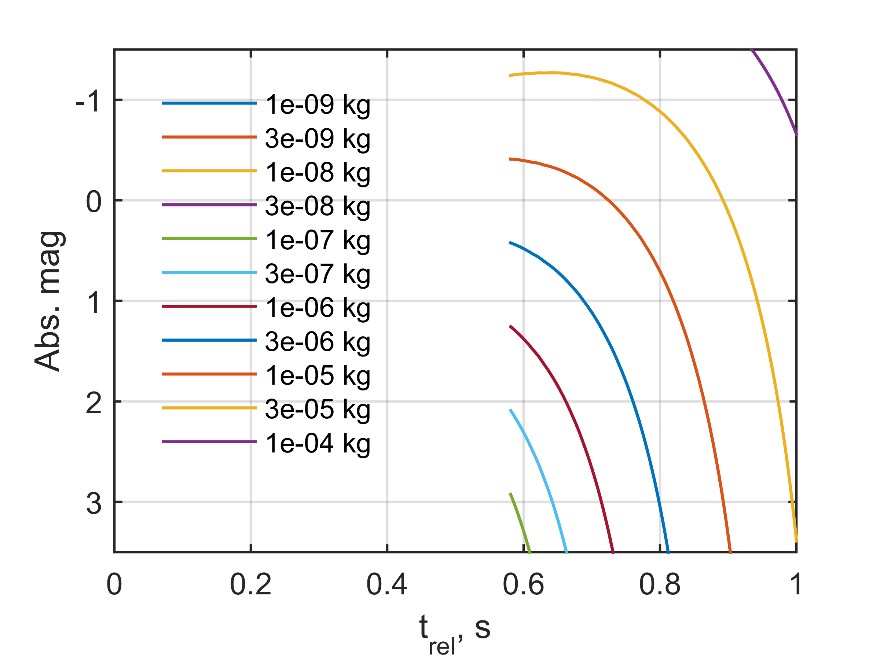 -1
0
1
2
3
Abs. mag
1e-09 kg
3e-09 kg
1e-08 kg
3e-08 kg
1e-07 kg
3e-07 kg
1e-06 kg
3e-06 kg
1e-05 kg
3e-05 kg
1e-04 kg
0 0.2 0.4 0.6 0.8 1
t_rel, s